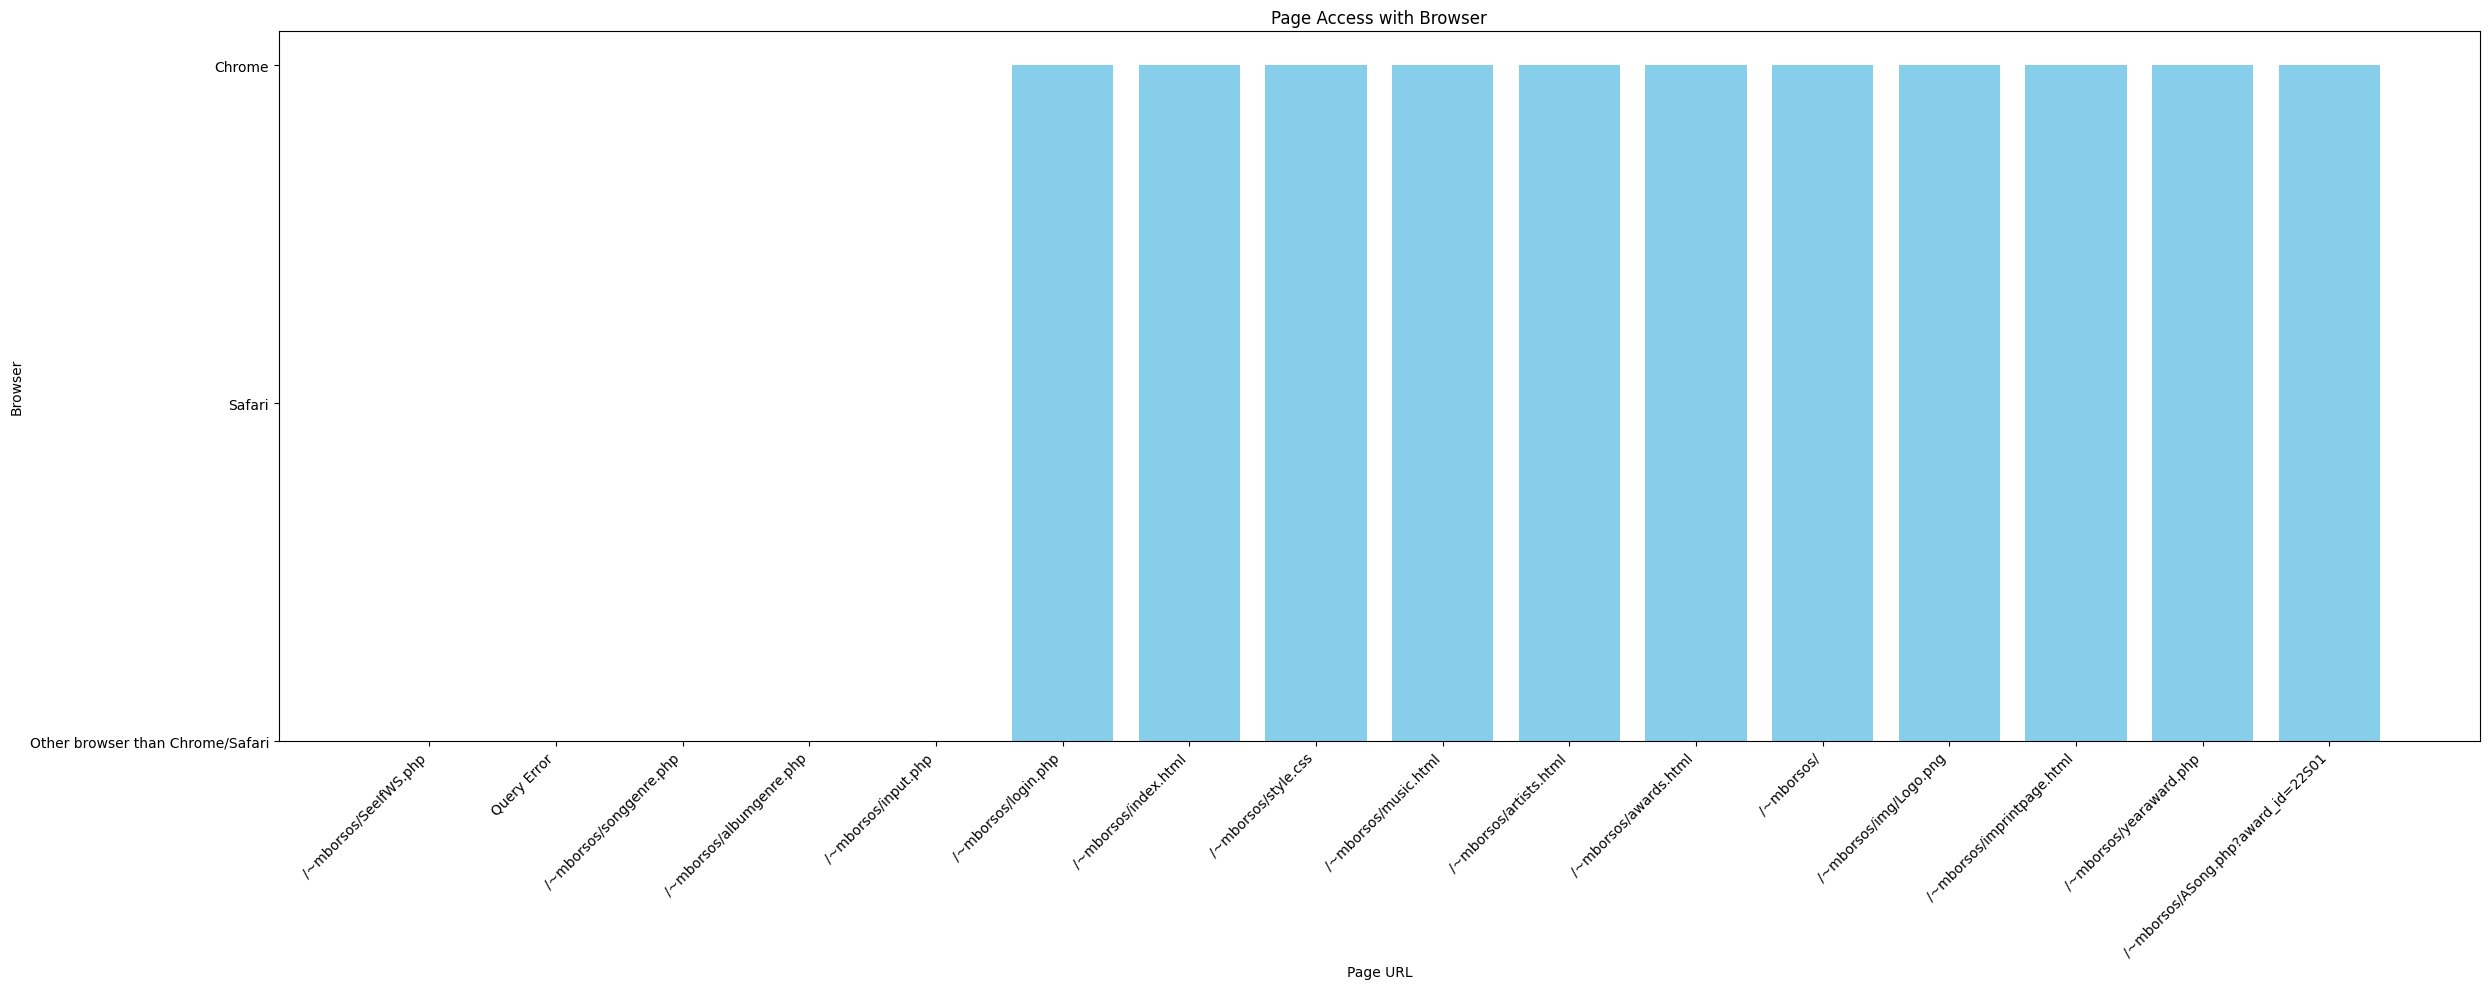 Page Access with Browser
Chrome
Safari
Other browser than Chrome/Safari
Browser
/~mborsos/SeelfWS.php
Query Error
/~mborsos/songgenre.php
/~mborsos/albumgenre.php
/~mborsos/input.php
/~mborsos/login.php
/~mborsos/index.html
/~mborsos/style.css
/~mborsos/music.html
/~mborsos/artists.html
/~mborsos/awards.html
/~mborsos/
/~mborsos/img/Logo.png
/~mborsos/imprintpage.html
/~mborsos/yearaward.php
/~mborsos/ASong.php?award_id=22S01
Page URL